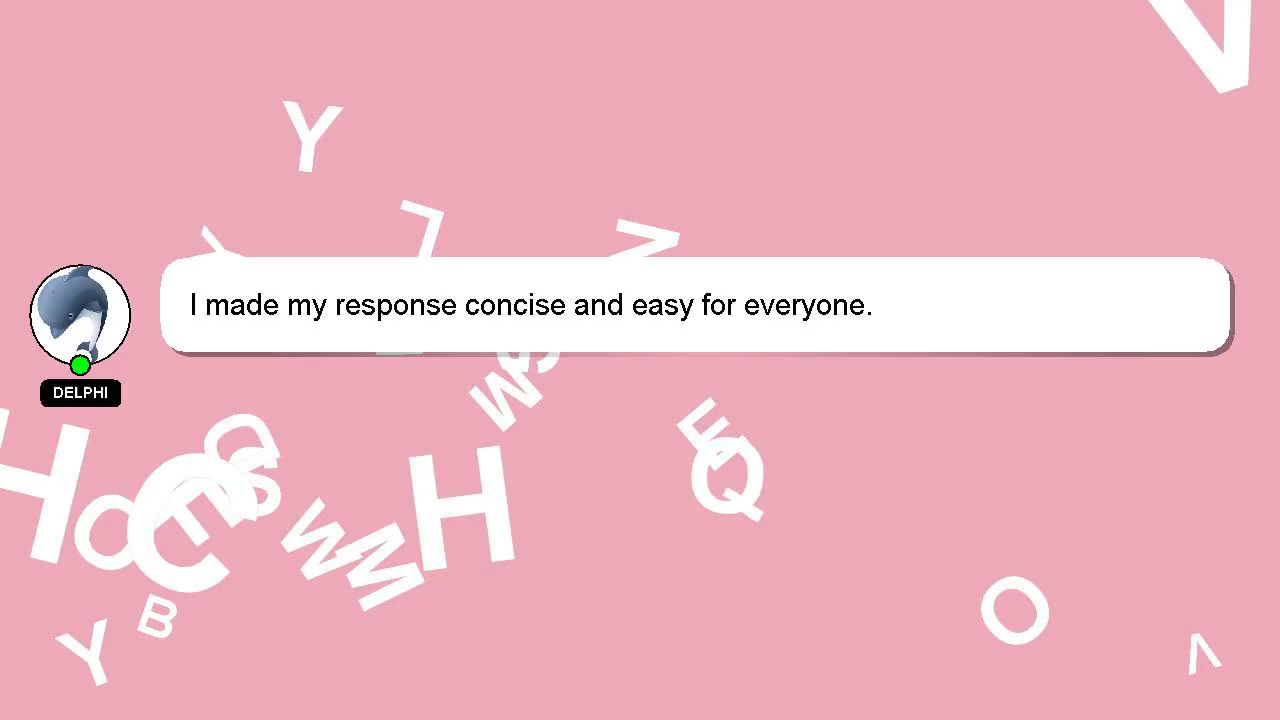 I made my response concise and easy for everyone.
DELPHI
V
Y
L
Y
Z
S
W
E
Q
H
H
O
C
G
S
T
W
M
B
Y
O
V